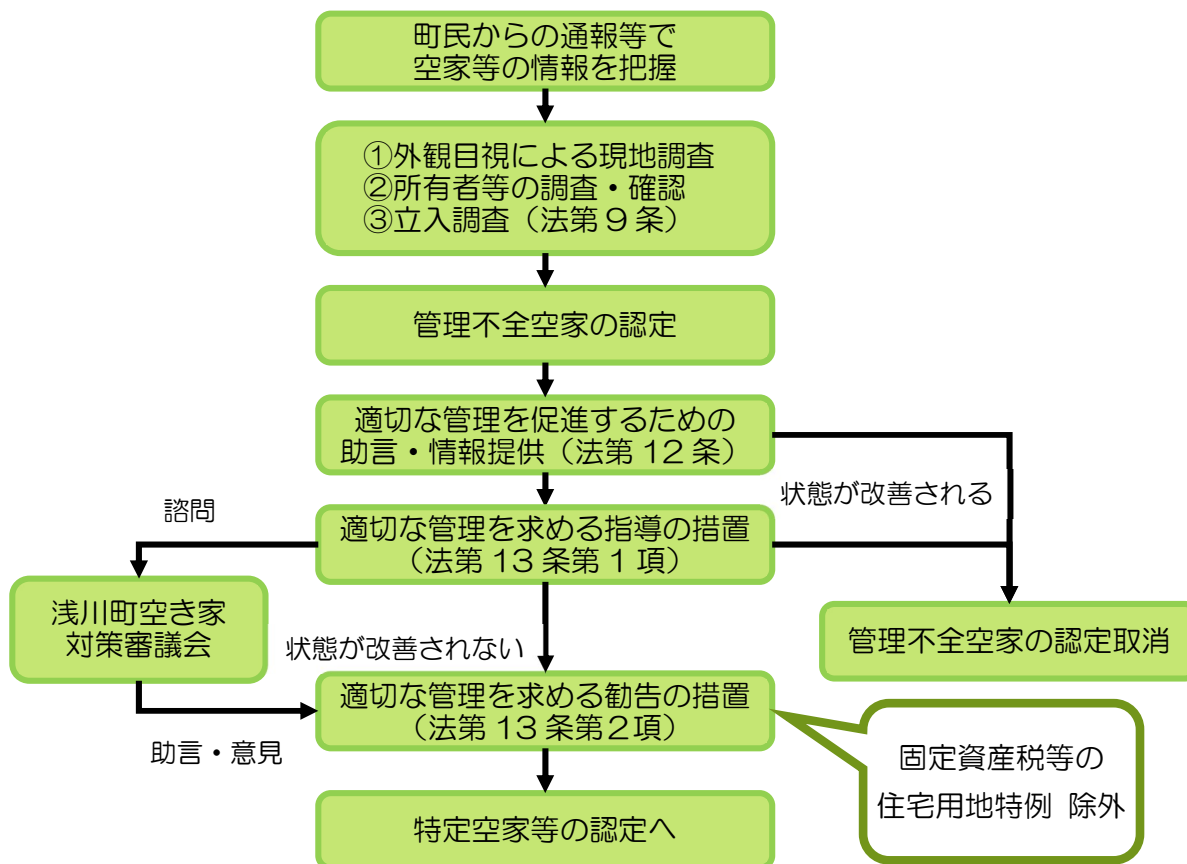 町民からの通報等で
空家等の情報を把握
①外観目視による現地調査
②所有者等の調査・確認
③立入調査（法第９条）
管理不全空家の認定
適切な管理を促進するための
助言・情報提供（法第 12 条）
状態が改善される
諮問
適切な管理を求める指導の措置
（法第 13 条第 1 項）
浅川町空き家
対策審議会
状態が改善されない
管理不全空家の認定取消
適切な管理を求める勧告の措置
（法第 13 条第２項）
助言・意見
固定資産税等の
住宅用地特例 除外
特定空家等の認定へ